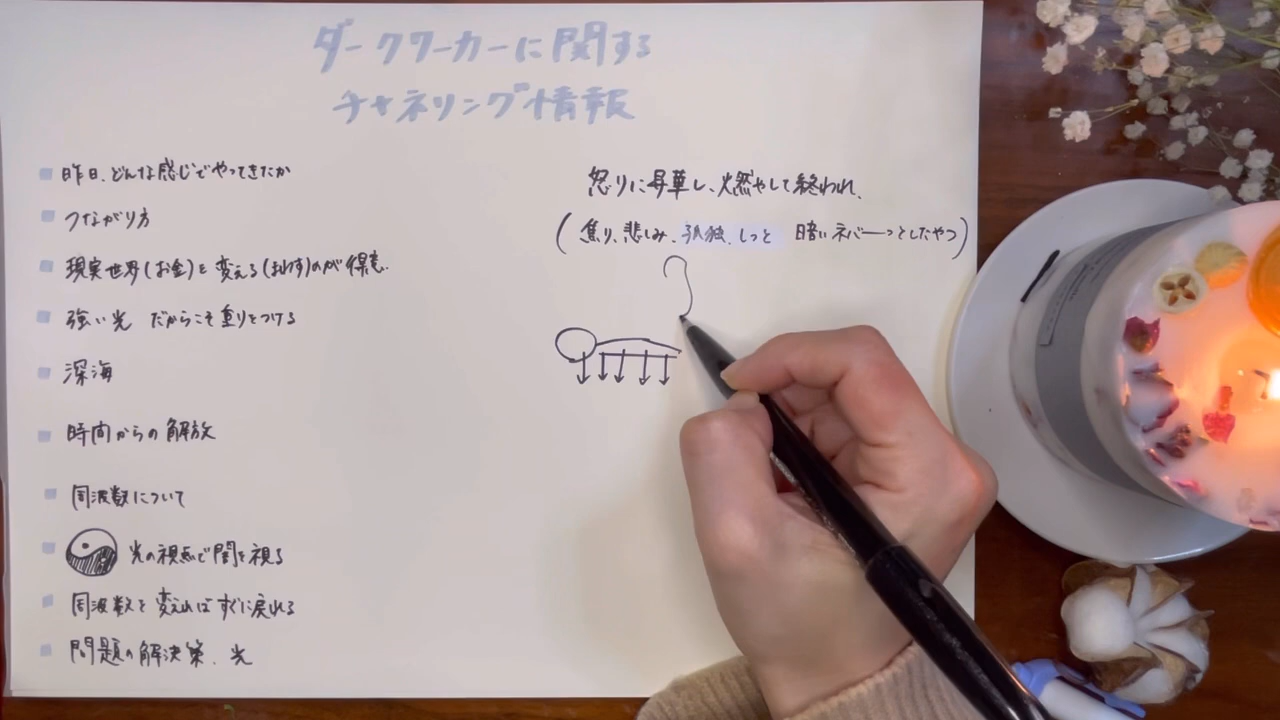 ダークワーカーに関する
チャネリング情報
昨日、どんな感じでやってきたか
つながり方
現実世界(お金)を変える()のが得意.
強い光 だからこそ重りをつける
深海
時間からの解放
周波数について
光の視点で闇を視る
周波数を変えればすぐに戻れる
問題の解決策、光
怒りに昇華し、燃やして終われ、
(焦り、悲しみ、孤独、しっと 暗いネバーっとしたやつ)